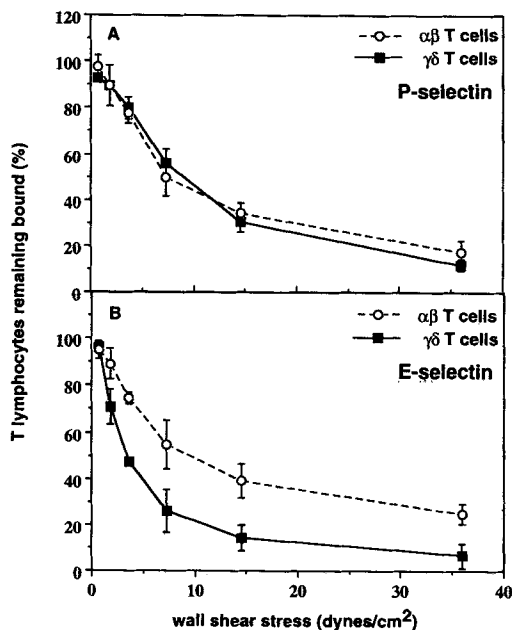 120
A
αβ T cells
γδ T cells
P-selectin
100
80
60
40
20
0
B
αβ T cells
γδ T cells
E-selectin
100
80
60
40
20
0
0 10 20 30 40
T lymphocytes remaining bound (%)
wall shear stress (dynes/cm²)